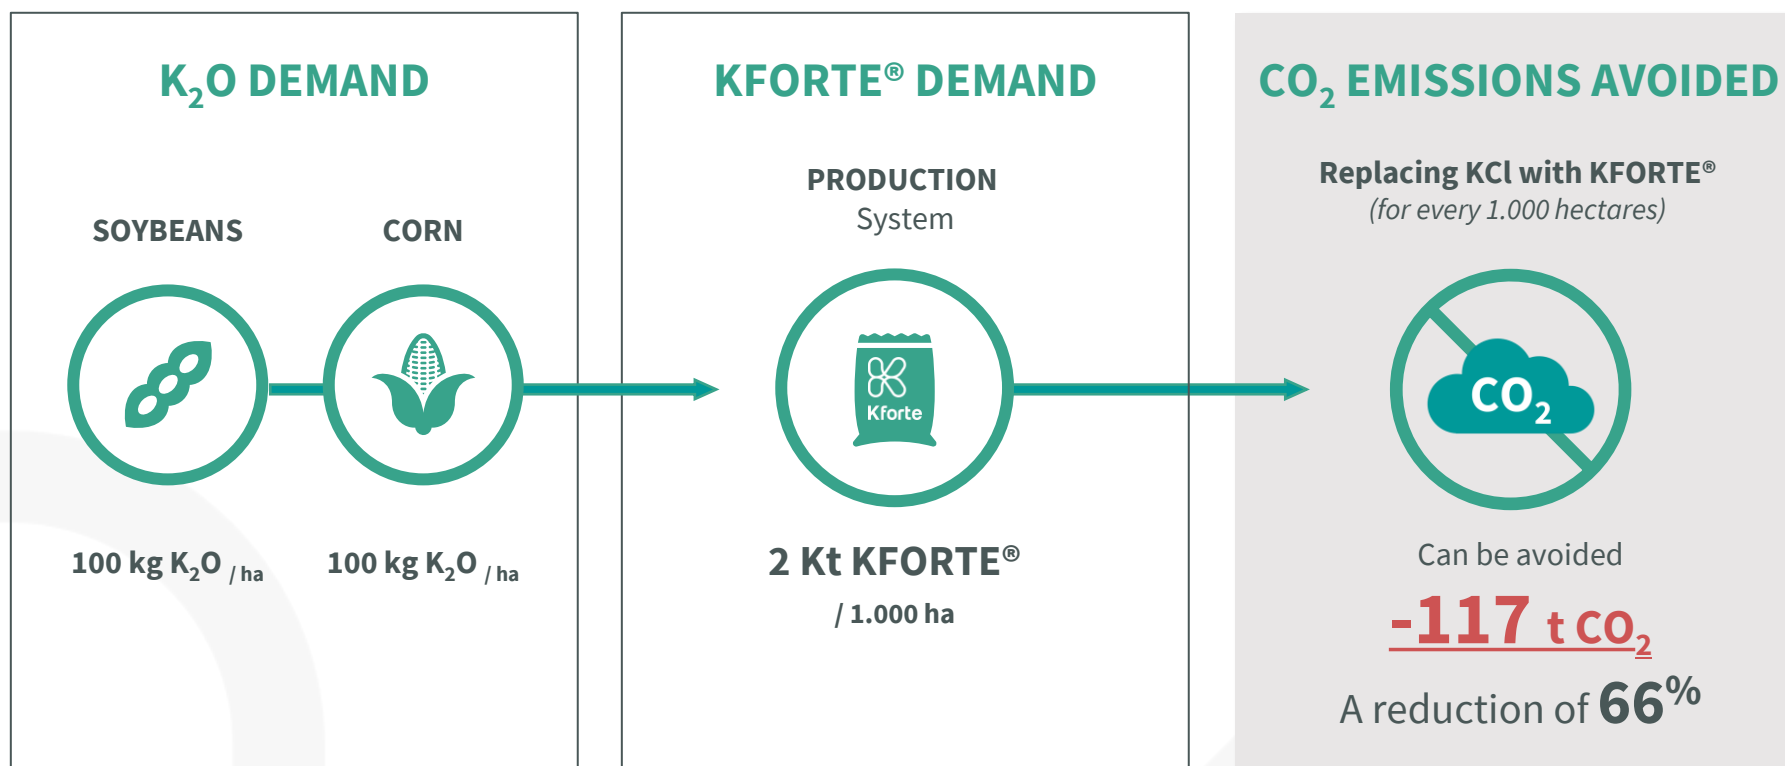 K₂O DEMAND
SOYBEANS
CORN
100 kg K₂O / ha
100 kg K₂O / ha
KFORTE® DEMAND
PRODUCTION
System
Kforte
2 Kt KFORTE®
/ 1.000 ha
CO₂ EMISSIONS AVOIDED
Replacing KCl with KFORTE®
(for every 1.000 hectares)
CO₂
Can be avoided
-117 t CO₂
A reduction of 66%